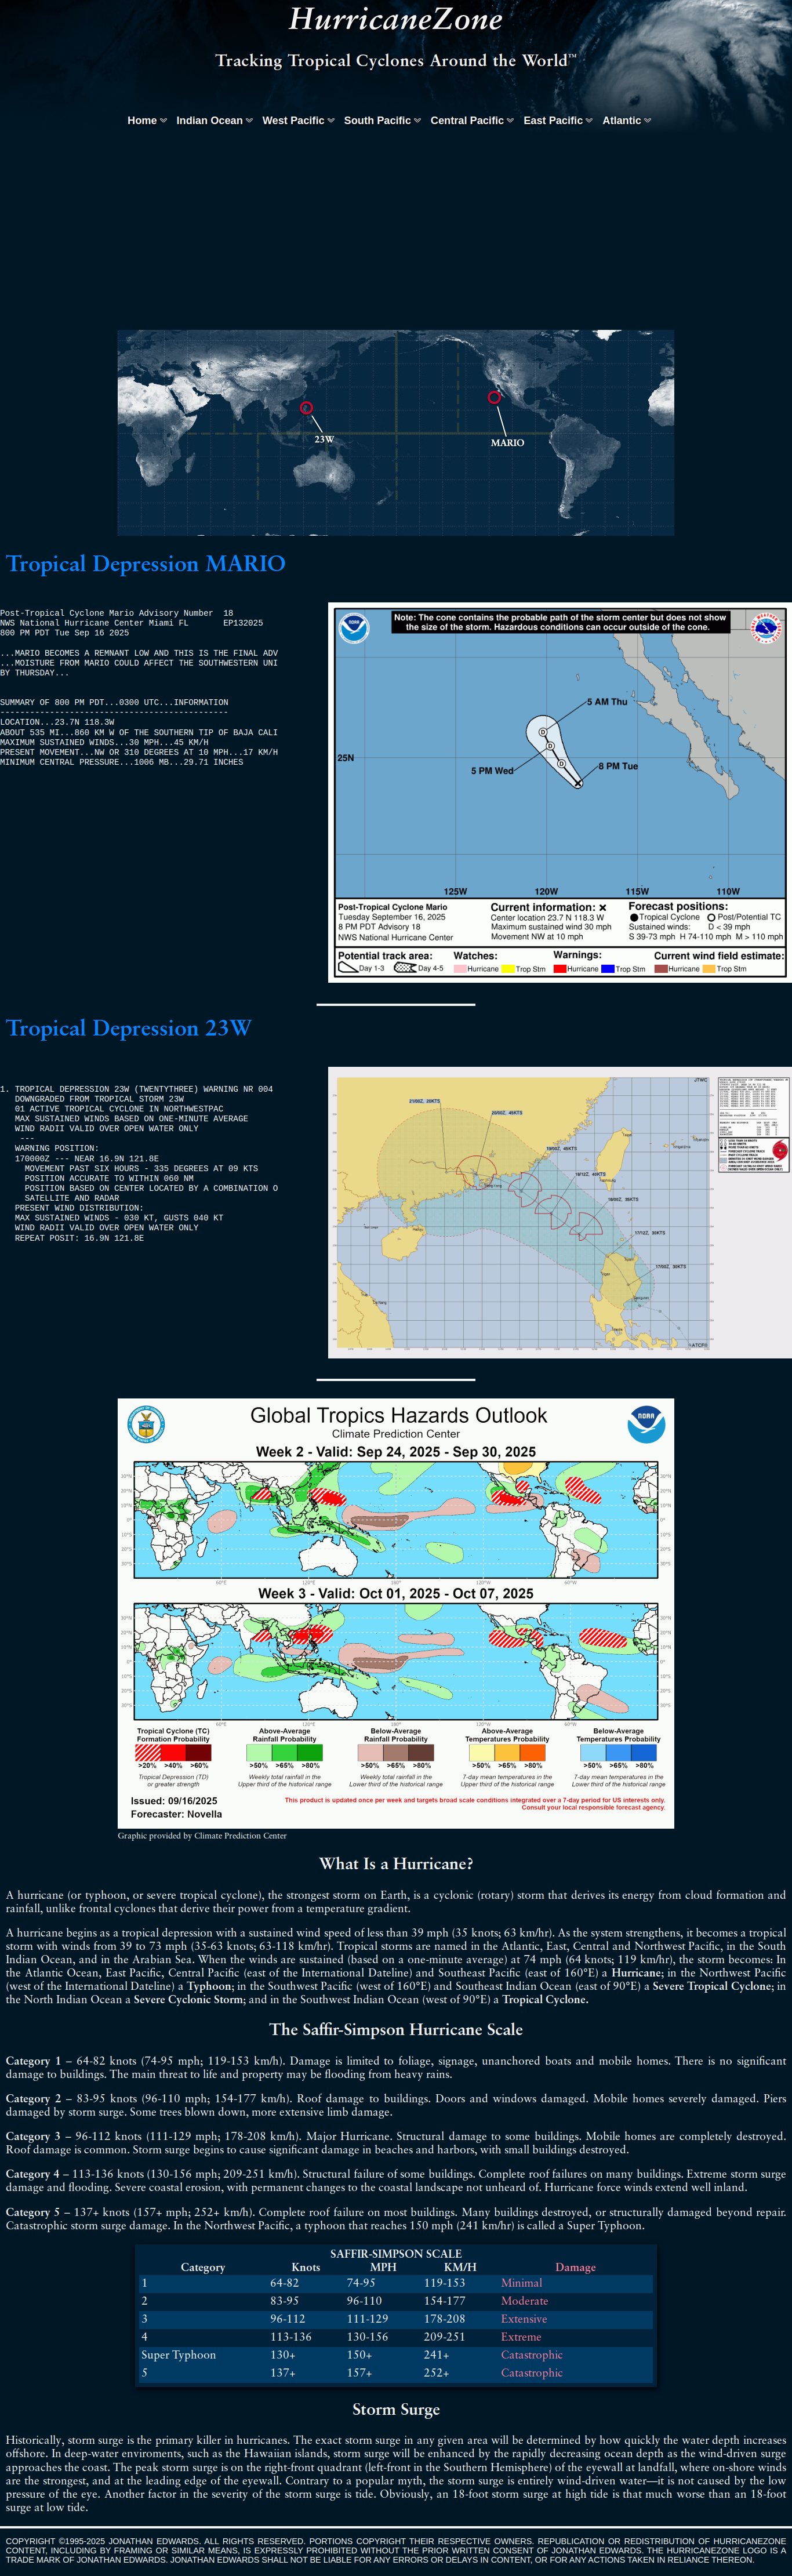 HurricaneZone
Tracking Tropical Cyclones Around the World™
Home Indian Ocean West Pacific South Pacific Central Pacific East Pacific Atlantic
23W
MARIO
Tropical Depression MARIO
Post-Tropical Cyclone Mario Advisory Number  18
NWS National Hurricane Center Miami FL       EP132025
800 PM PDT Tue Sep 16 2025
...MARIO BECOMES A REMNANT LOW AND THIS IS THE FINAL ADV
...MOISTURE FROM MARIO COULD AFFECT THE SOUTHWESTERN UNI
BY THURSDAY...
SUMMARY OF 800 PM PDT...0300 UTC...INFORMATION
----------------------------------------------
LOCATION...23.7N 118.3W
ABOUT 535 MI...860 KM W OF THE SOUTHERN TIP OF BAJA CALI
MAXIMUM SUSTAINED WINDS...30 MPH...45 KM/H
PRESENT MOVEMENT...NW OR 310 DEGREES AT 10 MPH...17 KM/H
MINIMUM CENTRAL PRESSURE...1006 MB...29.71 INCHES
Note: The cone contains the probable path of the storm center but does not show
the size of the storm. Hazardous conditions can occur outside of the cone.
NOAA
5 AM Thu
D
D
D
25N
5 PM Wed
8 PM Tue
125W 120W 115W 110W
Post-Tropical Cyclone Mario
Tuesday September 16, 2025
8 PM PDT Advisory 18
NWS National Hurricane Center
Current information: ×
Center location 23.7 N 118.3 W
Maximum sustained wind 30 mph
Movement NW at 10 mph
Forecast positions:
Tropical Cyclone Post/Potential TC
Sustained winds: D < 39 mph
S 39-73 mph H 74-110 mph M > 110 mph
Potential track area:
Day 1-3 Day 4-5
Watches:
Hurricane Trop Stm
Warnings:
Hurricane Trop Stm
Current wind field estimate:
Hurricane Trop Stm
Tropical Depression 23W
1. TROPICAL DEPRESSION 23W (TWENTYTHREE) WARNING NR 004
DOWNGRADED FROM TROPICAL STORM 23W
01 ACTIVE TROPICAL CYCLONE IN NORTHWESTPAC
MAX SUSTAINED WINDS BASED ON ONE-MINUTE AVERAGE
WIND RADII VALID OVER OPEN WATER ONLY
---
WARNING POSITION:
170000Z --- NEAR 16.9N 121.8E
MOVEMENT PAST SIX HOURS - 335 DEGREES AT 09 KTS
POSITION ACCURATE TO WITHIN 060 NM
POSITION BASED ON CENTER LOCATED BY A COMBINATION O
SATELLITE AND RADAR
PRESENT WIND DISTRIBUTION:
MAX SUSTAINED WINDS - 030 KT, GUSTS 040 KT
WIND RADII VALID OVER OPEN WATER ONLY
REPEAT POSIT: 16.9N 121.8E
JTWC
ATCF®
Global Tropics Hazards Outlook
Climate Prediction Center
NOAA
Week 2 - Valid: Sep 24, 2025 - Sep 30, 2025
30°N
20°N
10°N
0°
10°S
20°S
30°S
60°E 120°E 180° 120°W 60°W
Week 3 - Valid: Oct 01, 2025 - Oct 07, 2025
30°N
20°N
10°N
0°
10°S
20°S
30°S
60°E 120°E 180° 120°W 60°W
Tropical Cyclone (TC)
Formation Probability
>20% >40% >60%
Tropical Depression (TD)
or greater strength
Above-Average
Rainfall Probability
>50% >65% >80%
Weekly total rainfall in the
Upper third of the historical range
Below-Average
Rainfall Probability
>50% >65% >80%
Weekly total rainfall in the
Lower third of the historical range
Above-Average
Temperatures Probability
>50% >65% >80%
7-day mean temperatures in the
Upper third of the historical range
Below-Average
Temperatures Probability
>50% >65% >80%
7-day mean temperatures in the
Lower third of the historical range
Issued: 09/16/2025
Forecaster: Novella
This product is updated once per week and targets broad scale conditions integrated over a 7-day period for US interests only.
Consult your local responsible forecast agency.
Graphic provided by Climate Prediction Center
What Is a Hurricane?
A hurricane (or typhoon, or severe tropical cyclone), the strongest storm on Earth, is a cyclonic (rotary) storm that derives its energy from cloud formation and
rainfall, unlike frontal cyclones that derive their power from a temperature gradient.
A hurricane begins as a tropical depression with a sustained wind speed of less than 39 mph (35 knots; 63 km/hr). As the system strengthens, it becomes a tropical
storm with winds from 39 to 73 mph (35-63 knots; 63-118 km/hr). Tropical storms are named in the Atlantic, East, Central and Northwest Pacific, in the South
Indian Ocean, and in the Arabian Sea. When the winds are sustained (based on a one-minute average) at 74 mph (64 knots; 119 km/hr), the storm becomes: In
the Atlantic Ocean, East Pacific, Central Pacific (east of the International Dateline) and Southeast Pacific (east of 160°E) a Hurricane; in the Northwest Pacific
(west of the International Dateline) a Typhoon; in the Southwest Pacific (west of 160°E) and Southeast Indian Ocean (east of 90°E) a Severe Tropical Cyclone; in
the North Indian Ocean a Severe Cyclonic Storm; and in the Southwest Indian Ocean (west of 90°E) a Tropical Cyclone.
The Saffir-Simpson Hurricane Scale
Category 1 – 64-82 knots (74-95 mph; 119-153 km/h). Damage is limited to foliage, signage, unanchored boats and mobile homes. There is no significant
damage to buildings. The main threat to life and property may be flooding from heavy rains.
Category 2 – 83-95 knots (96-110 mph; 154-177 km/h). Roof damage to buildings. Doors and windows damaged. Mobile homes severely damaged. Piers
damaged by storm surge. Some trees blown down, more extensive limb damage.
Category 3 – 96-112 knots (111-129 mph; 178-208 km/h). Major Hurricane. Structural damage to some buildings. Mobile homes are completely destroyed.
Roof damage is common. Storm surge begins to cause significant damage in beaches and harbors, with small buildings destroyed.
Category 4 – 113-136 knots (130-156 mph; 209-251 km/h). Structural failure of some buildings. Complete roof failures on many buildings. Extreme storm surge
damage and flooding. Severe coastal erosion, with permanent changes to the coastal landscape not unheard of. Hurricane force winds extend well inland.
Category 5 – 137+ knots (157+ mph; 252+ km/h). Complete roof failure on most buildings. Many buildings destroyed, or structurally damaged beyond repair.
Catastrophic storm surge damage. In the Northwest Pacific, a typhoon that reaches 150 mph (241 km/hr) is called a Super Typhoon.
SAFFIR-SIMPSON SCALE
Category Knots MPH KM/H Damage
1 64-82 74-95 119-153 Minimal
2 83-95 96-110 154-177 Moderate
3 96-112 111-129 178-208 Extensive
4 113-136 130-156 209-251 Extreme
Super Typhoon 130+ 150+ 241+ Catastrophic
5 137+ 157+ 252+ Catastrophic
Storm Surge
Historically, storm surge is the primary killer in hurricanes. The exact storm surge in any given area will be determined by how quickly the water depth increases
offshore. In deep-water enviroments, such as the Hawaiian islands, storm surge will be enhanced by the rapidly decreasing ocean depth as the wind-driven surge
approaches the coast. The peak storm surge is on the right-front quadrant (left-front in the Southern Hemisphere) of the eyewall at landfall, where on-shore winds
are the strongest, and at the leading edge of the eyewall. Contrary to a popular myth, the storm surge is entirely wind-driven water—it is not caused by the low
pressure of the eye. Another factor in the severity of the storm surge is tide. Obviously, an 18-foot storm surge at high tide is that much worse than an 18-foot
surge at low tide.
COPYRIGHT ©1995-2025 JONATHAN EDWARDS. ALL RIGHTS RESERVED. PORTIONS COPYRIGHT THEIR RESPECTIVE OWNERS. REPUBLICATION OR REDISTRIBUTION OF HURRICANEZONE
CONTENT, INCLUDING BY FRAMING OR SIMILAR MEANS, IS EXPRESSLY PROHIBITED WITHOUT THE PRIOR WRITTEN CONSENT OF JONATHAN EDWARDS. THE HURRICANEZONE LOGO IS A
TRADE MARK OF JONATHAN EDWARDS. JONATHAN EDWARDS SHALL NOT BE LIABLE FOR ANY ERRORS OR DELAYS IN CONTENT, OR FOR ANY ACTIONS TAKEN IN RELIANCE THEREON.